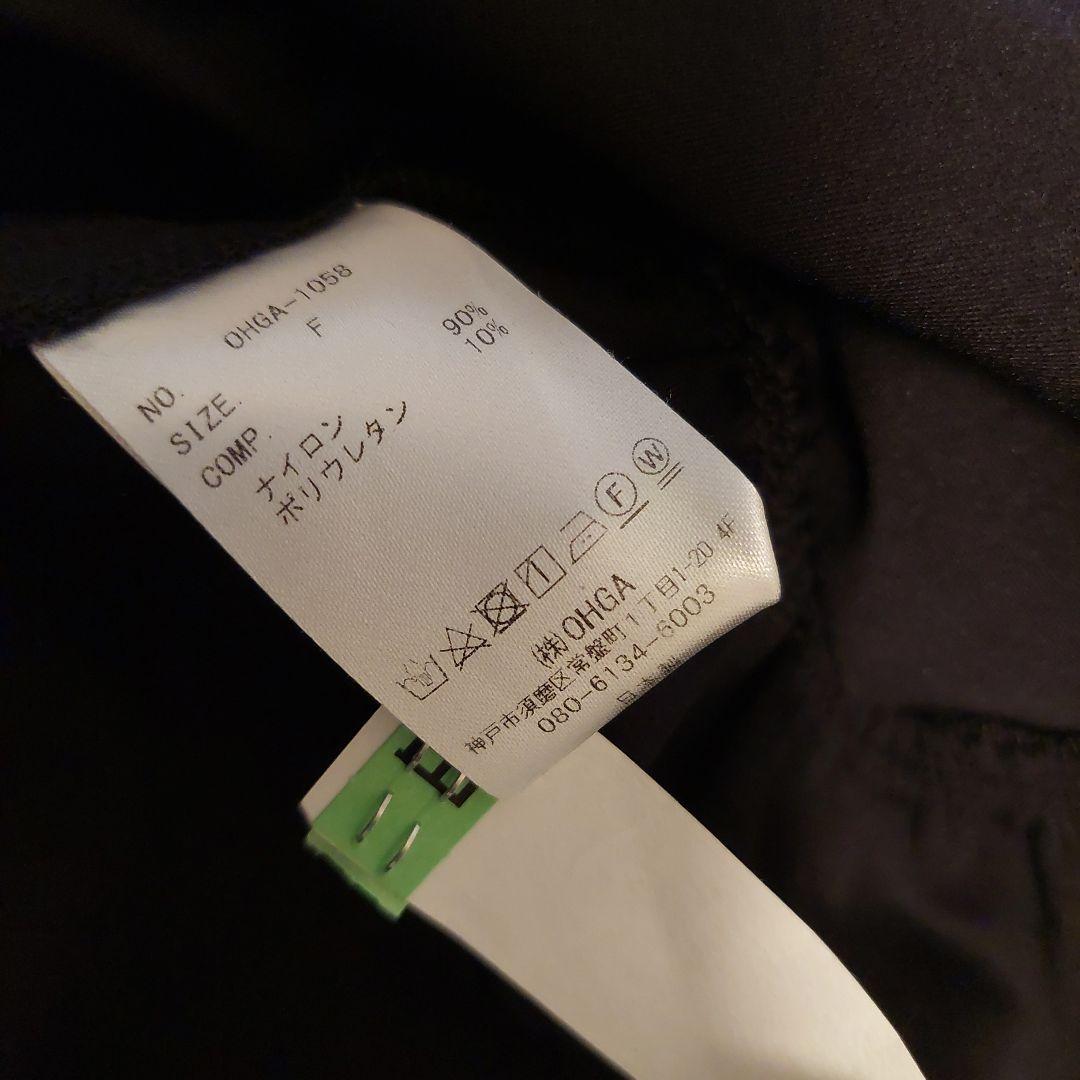 NO. OHGA-1058
SIZE. F
COMP.
ナイロン 90%
ポリウレタン 10%
F W
(株)OHGA
神戸市須磨区常盤町1丁目1-20 4F
080-6134-6003